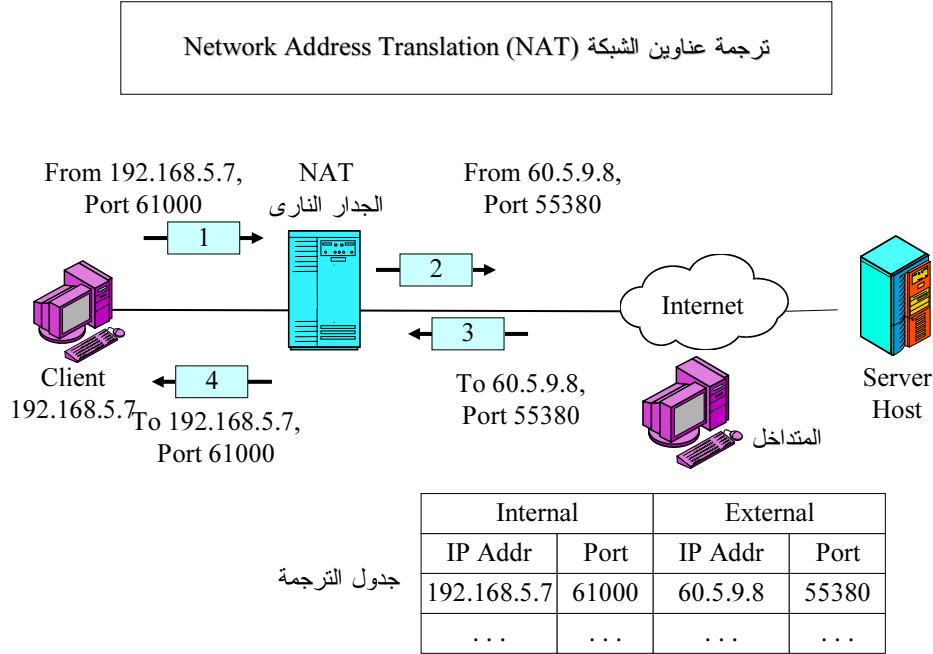 ترجمة عناوين الشبكة Network Address Translation (NAT)
From 192.168.5.7,
Port 61000
NAT
الجدار النارى
From 60.5.9.8,
Port 55380
1
2
Internet
3
4
Client
192.168.5.7
To 192.168.5.7,
Port 61000
To 60.5.9.8,
Port 55380
المتداخل
Server
Host
جدول الترجمة
Internal External
IP Addr Port IP Addr Port
192.168.5.7 61000 60.5.9.8 55380
. . . . . . . . . . . .